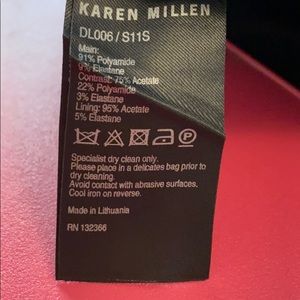 KAREN MILLEN
DL006/S11S
Main:
91% Polyamide
9% Elastane
Contrast: 75% Acetate
22% Polyamide
3% Elastane
Lining: 95% Acetate
5% Elastane
Specialist dry clean only.
Please place in a delicates bag prior to
dry cleaning.
Avoid contact with abrasive surfaces.
Cool iron on reverse.
Made in Lithuania
RN 132366